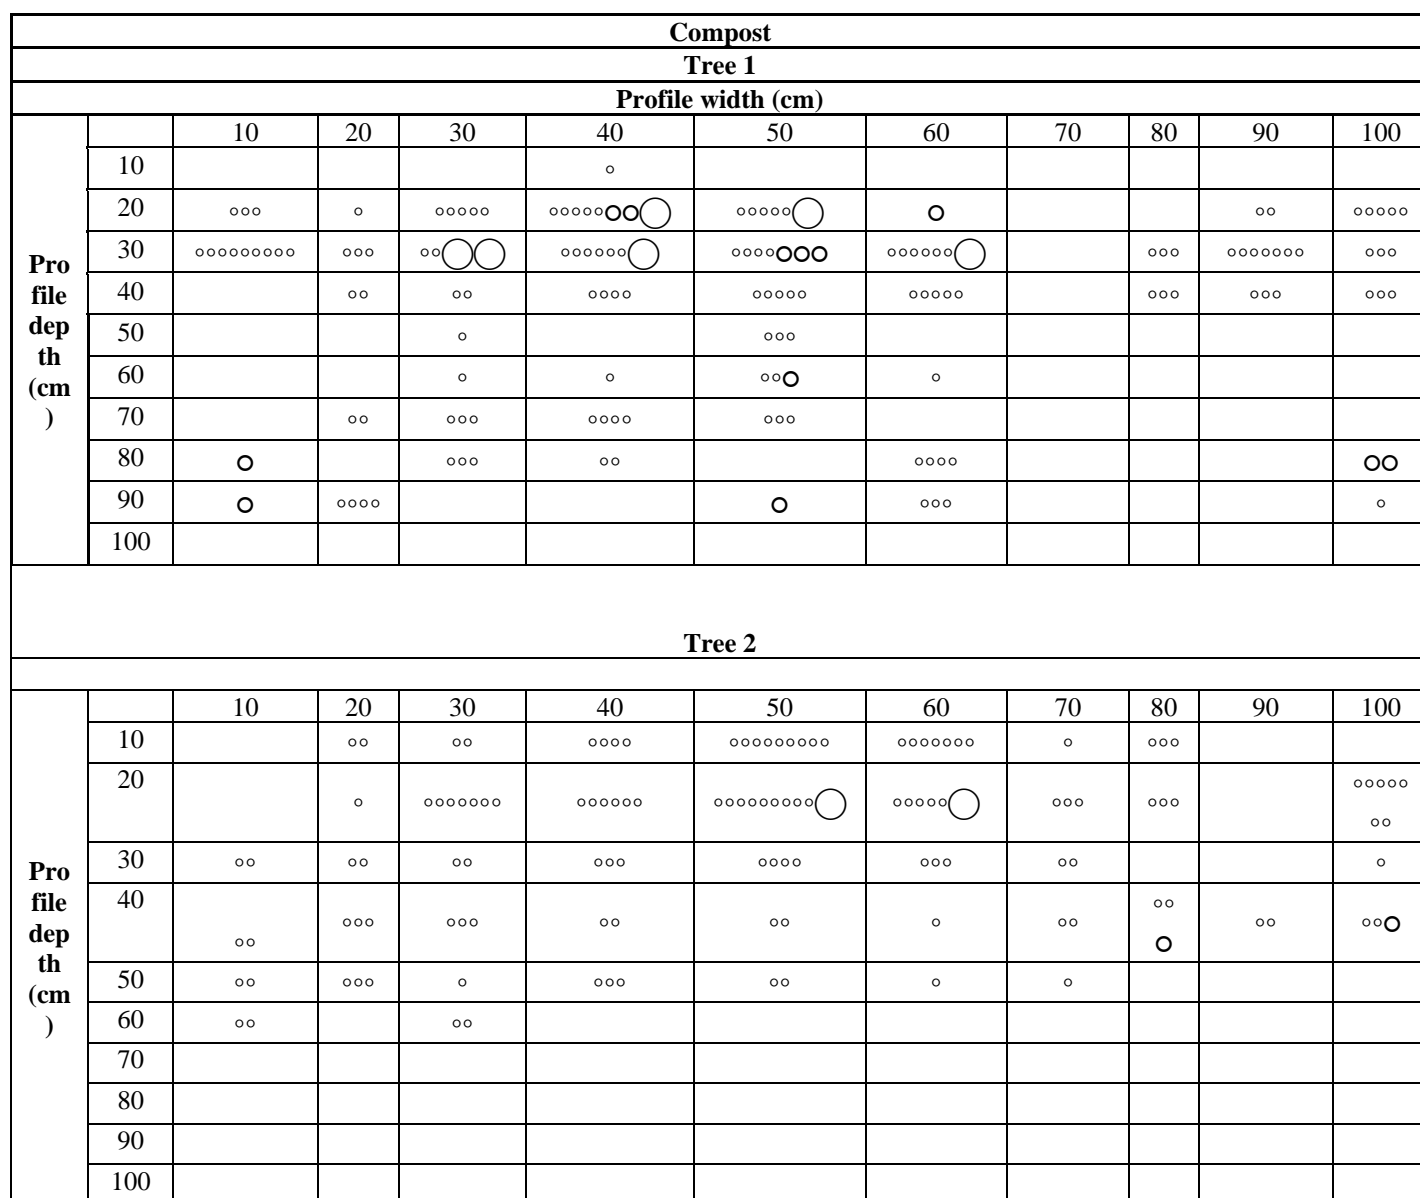 Compost
Tree 1
Profile width (cm)
10 20 30 40 50 60 70 80 90 100
10 ○
20 ○○○ ○ ○○○○○ ○○○○○OO◯ ○○○○○◯ O ○○ ○○○○○
30 ○○○○○○○○○ ○○○ ○○◯◯ ○○○○○○◯ ○○○○OOO ○○○○○○◯ ○○○ ○○○○○○○ ○○○
40 ○○ ○○ ○○○○ ○○○○○ ○○○○○ ○○○ ○○○ ○○○
50 ○ ○○○
60 ○ ○ ○○O ○
70 ○○ ○○○ ○○○○ ○○○
80 O ○○○ ○○ ○○○○ OO
90 O ○○○○ O ○○○ ○
100
Pro
file
dep
th
(cm
)
Tree 2
10 20 30 40 50 60 70 80 90 100
10 ○○ ○○ ○○○○ ○○○○○○○○○ ○○○○○○○ ○ ○○○
20 ○ ○○○○○○○ ○○○○○○ ○○○○○○○○○◯ ○○○○○◯ ○○○ ○○○ ○○○○○
○○
30 ○○ ○○ ○○ ○○○ ○○○○ ○○○ ○○ ○
40 ○○ ○○○ ○○○ ○○ ○○ ○ ○○ ○○ ○○ ○○O
O
50 ○○ ○○○ ○ ○○○ ○○ ○ ○
60 ○○ ○○
70
80
90
100
Pro
file
dep
th
(cm
)